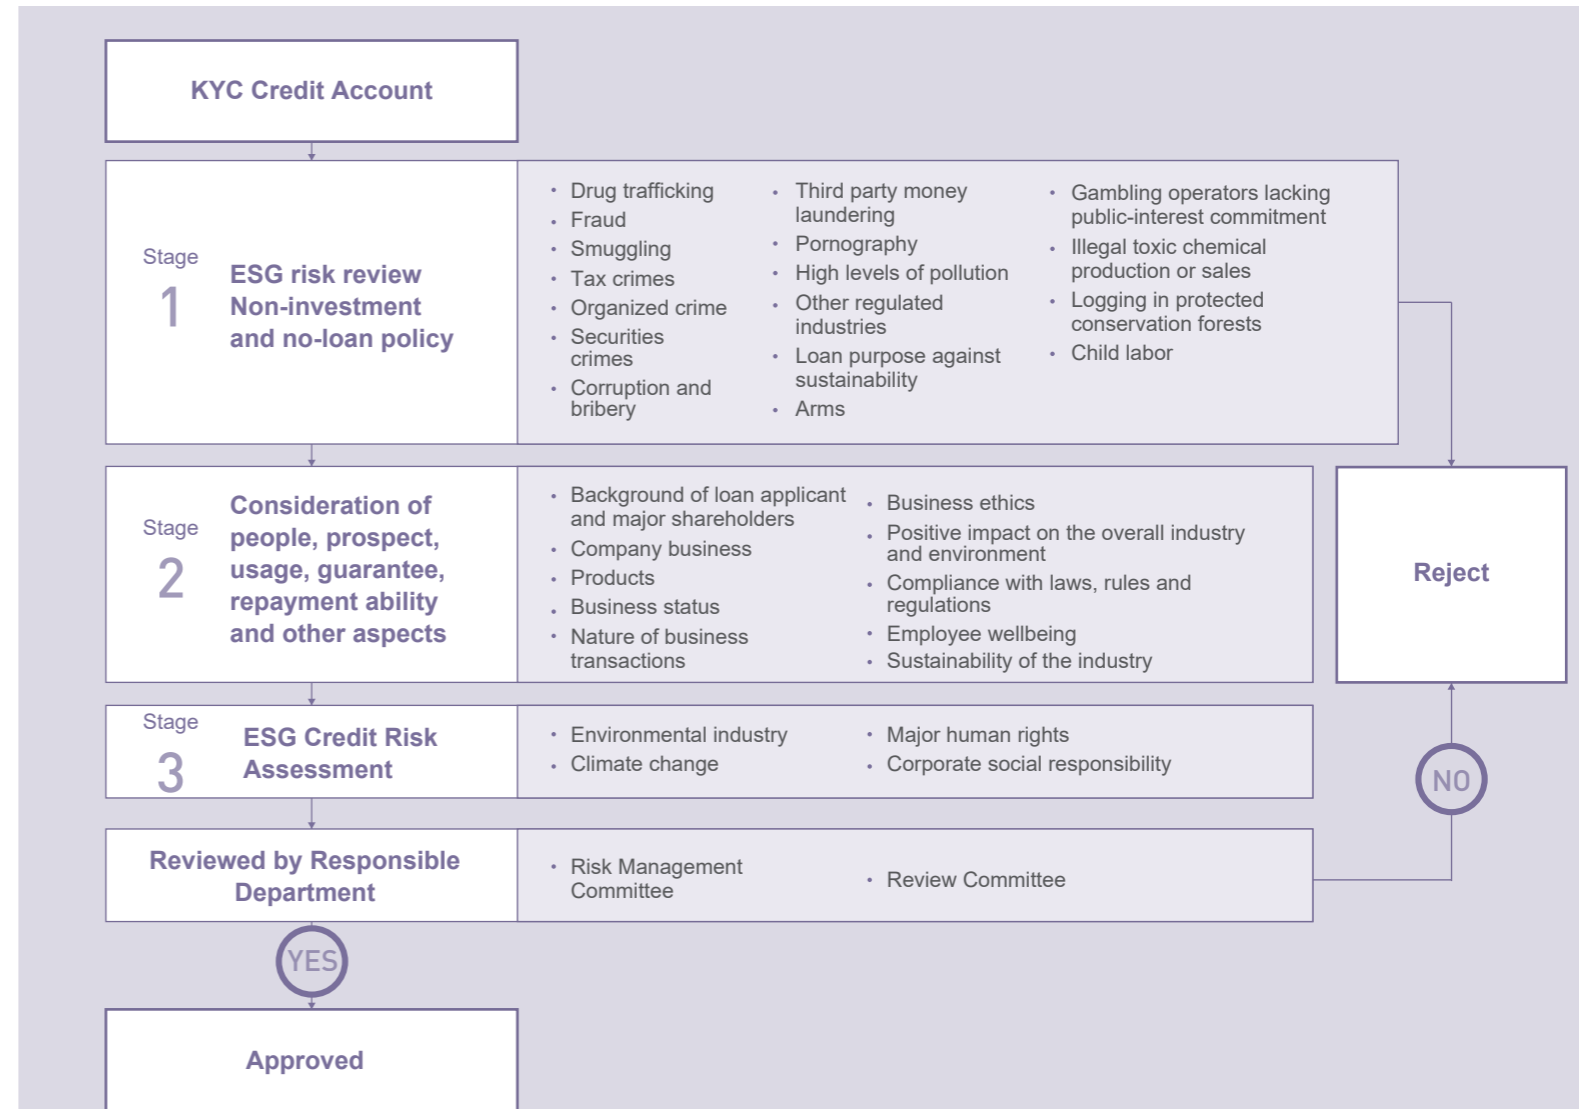 KYC Credit Account
Stage
1
ESG risk review
Non-investment
and no-loan policy
• Drug trafficking
• Fraud
• Smuggling
• Tax crimes
• Organized crime
• Securities
crimes
• Corruption and
bribery
• Third party money
laundering
• Pornography
• High levels of pollution
• Other regulated
industries
• Loan purpose against
sustainability
• Arms
• Gambling operators lacking
public-interest commitment
• Illegal toxic chemical
production or sales
• Logging in protected
conservation forests
• Child labor
Stage
2
Consideration of
people, prospect,
usage, guarantee,
repayment ability
and other aspects
• Background of loan applicant
and major shareholders
• Company business
• Products
• Business status
• Nature of business
transactions
• Business ethics
• Positive impact on the overall industry
and environment
• Compliance with laws, rules and
regulations
• Employee wellbeing
• Sustainability of the industry
Reject
Stage
3
ESG Credit Risk
Assessment
• Environmental industry
• Climate change
• Major human rights
• Corporate social responsibility
NO
Reviewed by Responsible
Department
• Risk Management
Committee
• Review Committee
YES
Approved